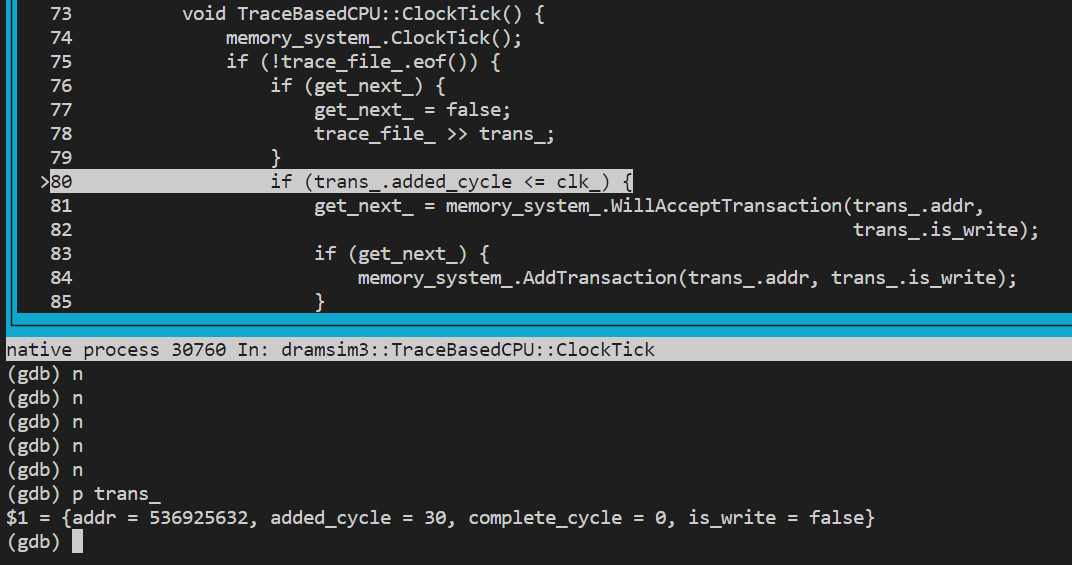 73 void TraceBasedCPU::ClockTick() {
74 memory_system_.ClockTick();
75 if (!trace_file_.eof()) {
76 if (get_next_) {
77 get_next_ = false;
78 trace_file_ >> trans_;
79 }
>80 if (trans_.added_cycle <= clk_) {
81 get_next_ = memory_system_.WillAcceptTransaction(trans_.addr,
82 trans_.is_write);
83 if (get_next_) {
84 memory_system_.AddTransaction(trans_.addr, trans_.is_write);
85 }
native process 30760 In: dramsim3::TraceBasedCPU::ClockTick
(gdb) n
(gdb) n
(gdb) n
(gdb) n
(gdb) n
(gdb) p trans_
$1 = {addr = 536925632, added_cycle = 30, complete_cycle = 0, is_write = false}
(gdb)